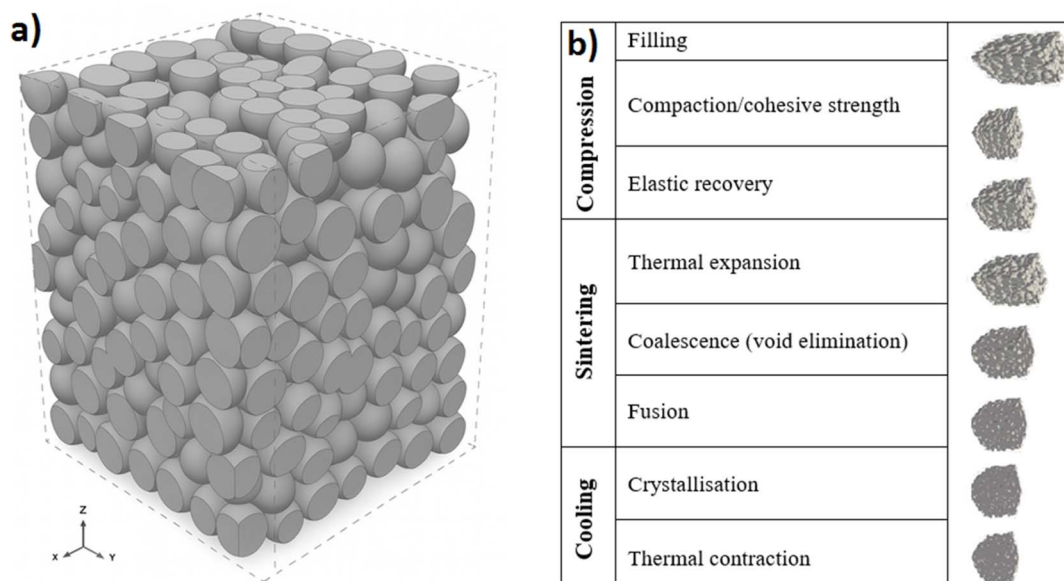 a)
Z
X
Y
b)
Compression
Filling
Compaction/cohesive strength
Elastic recovery
Sintering
Thermal expansion
Coalescence (void elimination)
Fusion
Cooling
Crystallisation
Thermal contraction